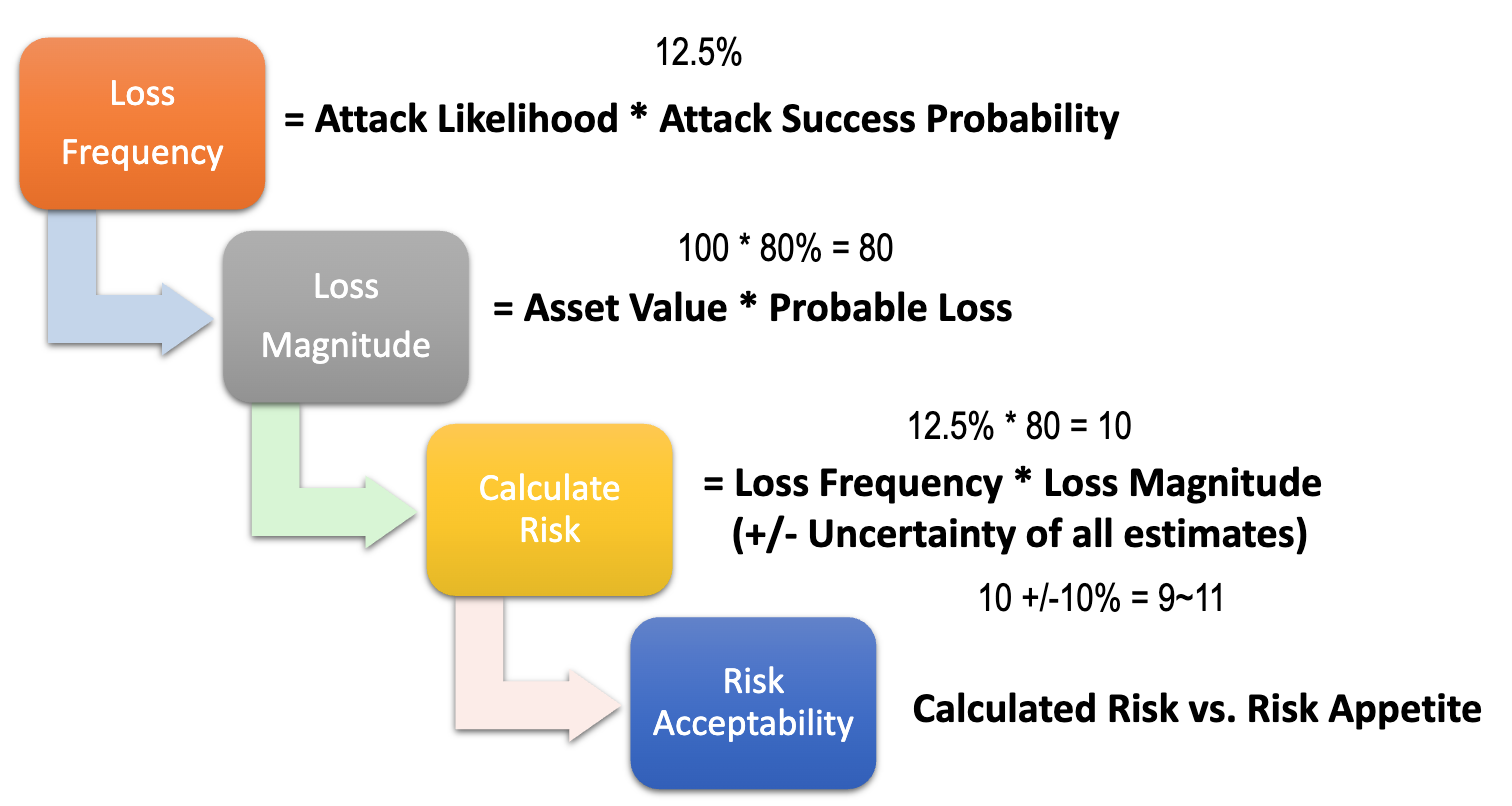 12.5%
Loss
Frequency
= Attack Likelihood * Attack Success Probability
100 * 80% = 80
Loss
Magnitude
= Asset Value * Probable Loss
12.5% * 80 = 10
Calculate
Risk
= Loss Frequency * Loss Magnitude
(+/- Uncertainty of all estimates)
10 +/-10% = 9~11
Risk
Acceptability
Calculated Risk vs. Risk Appetite